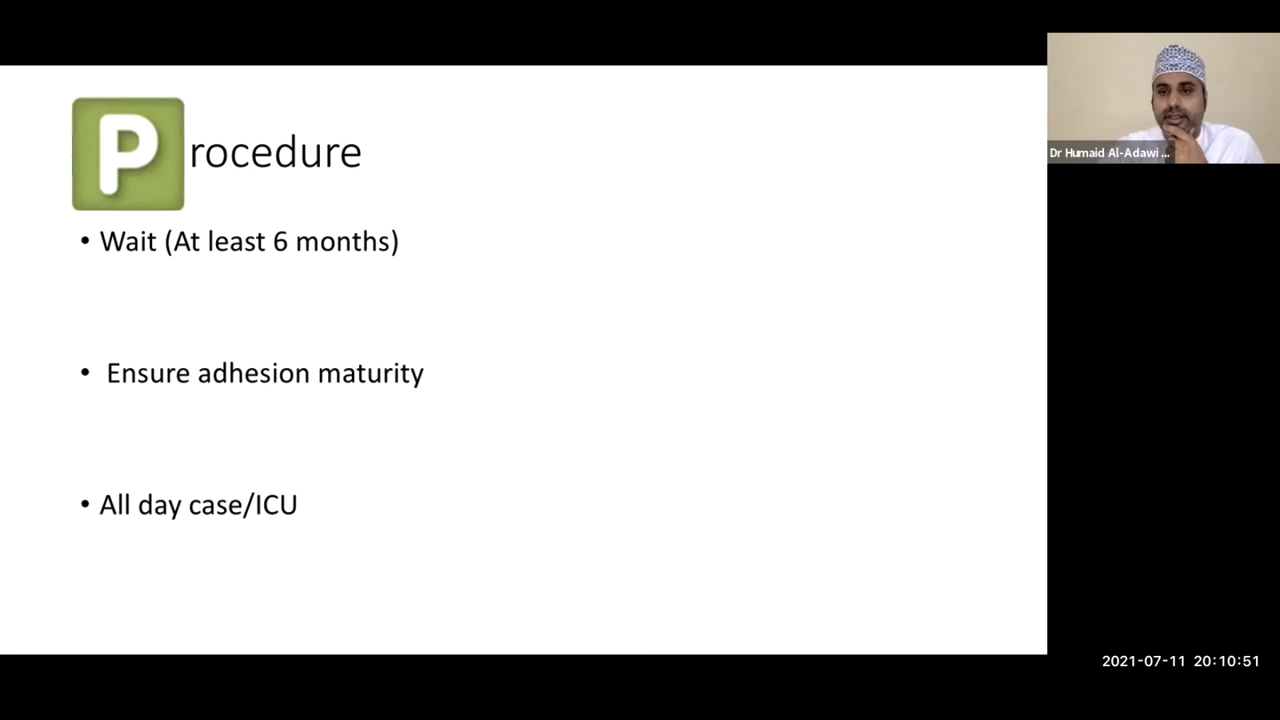 Procedure
• Wait (At least 6 months)
• Ensure adhesion maturity
• All day case/ICU
Dr Humaid Al-Adawi ...
2021-07-11 20:10:51